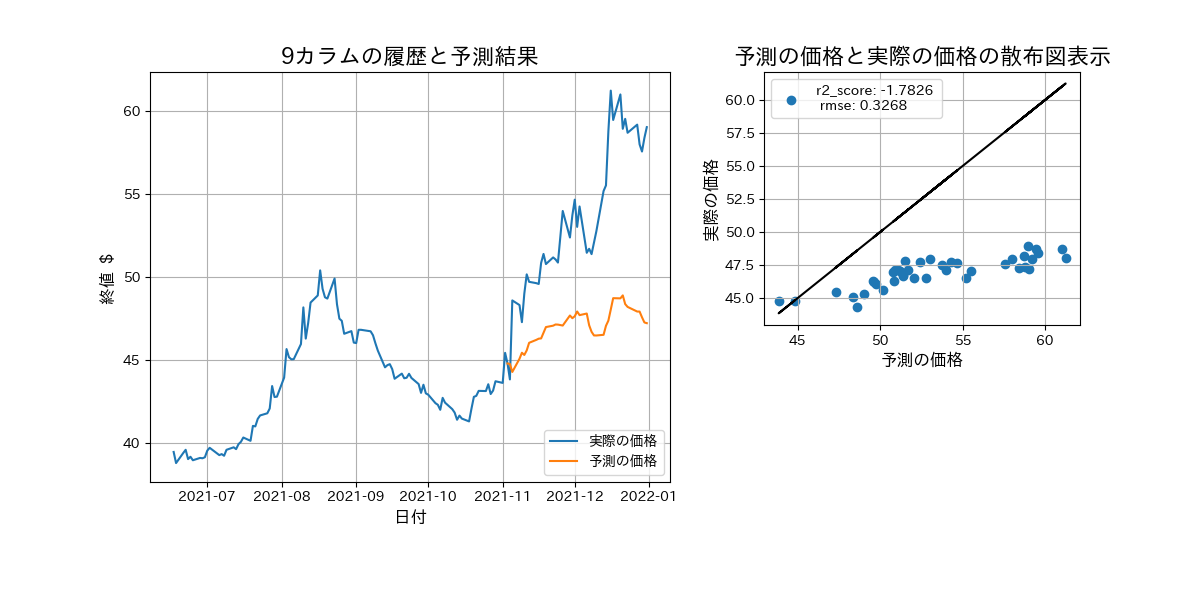 9カラムの履歴と予測結果
終値 $
60
55
50
45
40
2021-07
2021-08
2021-09
2021-10
2021-11
2021-12
2022-01
日付
実際の価格
予測の価格
予測の価格と実際の価格の散布図表示
実際の価格
60.0
57.5
55.0
52.5
50.0
47.5
45.0
r2_score: -1.7826
rmse: 0.3268
45
50
55
60
予測の価格